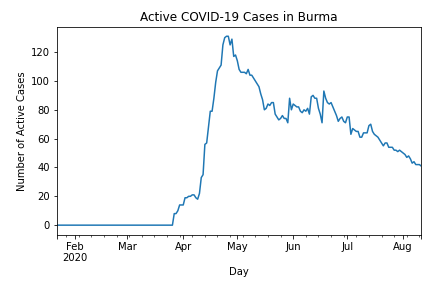 Active COVID-19 Cases in Burma
Number of Active Cases
120
100
80
60
40
20
0
Feb Mar Apr May Jun Jul Aug
2020
Day